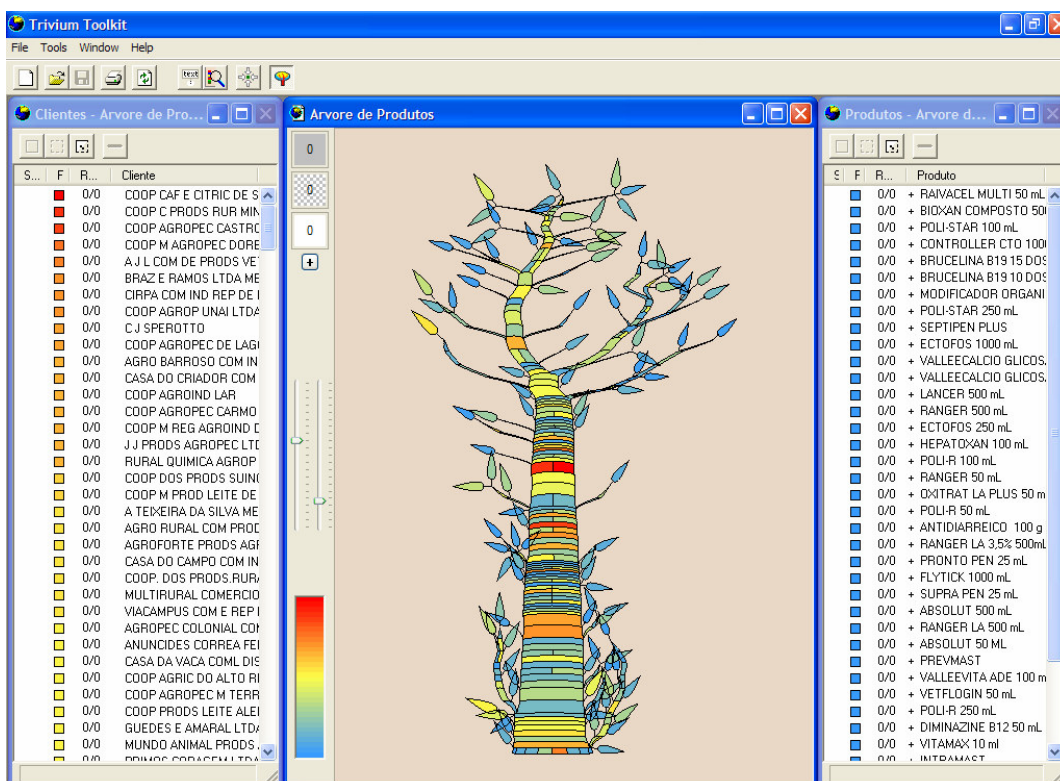 Trivium Toolkit
File Tools Window Help
text
Clientes - Arvore de Pro...
S... F R... Cliente
0/0 COOP CAF E CITRIC DE S
0/0 COOP C PRODS RUR MIN
0/0 COOP AGROPEC CASTRO
0/0 COOP M AGROPEC DORE
0/0 A J L COM DE PRODS VE
0/0 BRAZ E RAMOS LTDA ME
0/0 CIRPA COM IND REP DE
0/0 COOP AGROP UNAI LTDA
0/0 C J SPEROTTO
0/0 COOP AGROPEC DE LAG
0/0 AGRO BARROSO COM IN
0/0 CASA DO CRIADOR COM
0/0 COOP AGROIND LAR
0/0 COOP AGROPEC CARMO
0/0 COOP M REG AGROIND D
0/0 J J PRODS AGROPEC LTD
0/0 RURAL QUIMICA AGROP
0/0 COOP DOS PRODS SUIN
0/0 COOP M PROD LEITE DE
0/0 A TEIXEIRA DA SILVA ME
0/0 AGRO RURAL COM PROD
0/0 AGROFORTE PRODS AG
0/0 CASA DO CAMPO COM IN
0/0 COOP. DOS PRODS.RURA
0/0 MULTIRURAL COMERCIO
0/0 VIACAMPUS COM E REP
0/0 AGROPEC COLONIAL CO
0/0 ANUNCIDES CORREA FE
0/0 CASA DA VACA COML DIS
0/0 COOP AGRIC DO ALTO R
0/0 COOP AGROPEC M TERR
0/0 COOP PRODS LEITE ALE
0/0 GUEDES E AMARAL LTDA
0/0 MUNDO ANIMAL PRODS
0/0 PRIMOS CORAGEM LTDA
Arvore de Produtos
0
0
0
+
Produtos - Arvore d...
S F R... Produto
0/0 + RAIVACEL MULTI 50 mL
0/0 + BIOXAN COMPOSTO 50
0/0 + POLI-STAR 100 mL
0/0 + CONTROLLER CTO 100
0/0 + BRUCELINA B19 15 DOS
0/0 + BRUCELINA B19 10 DOS
0/0 + MODIFICADOR ORGANI
0/0 + POLI-STAR 250 mL
0/0 + SEPTIPEN PLUS
0/0 + ECTOFOS 1000 mL
0/0 + VALLEECALCIO GLICOS.
0/0 + VALLEECALCIO GLICOS.
0/0 + LANCER 500 mL
0/0 + RANGER 500 mL
0/0 + ECTOFOS 250 mL
0/0 + HEPATOXAN 100 mL
0/0 + POLI-R 100 mL
0/0 + RANGER 50 mL
0/0 + OXITRAT LA PLUS 50 m
0/0 + POLI-R 50 mL
0/0 + ANTIDIARREICO 100 g
0/0 + RANGER LA 3,5% 500mL
0/0 + PRONTO PEN 25 mL
0/0 + FLYTICK 1000 mL
0/0 + SUPRA PEN 25 mL
0/0 + ABSOLUT 500 mL
0/0 + RANGER LA 500 mL
0/0 + ABSOLUT 50 ML
0/0 + PREVMAST
0/0 + VALLEEVITA ADE 100 m
0/0 + VETFLOGIN 50 mL
0/0 + POLI-R 250 mL
0/0 + DIMINAZINE B12 50 mL
0/0 + VITAMAX 10 ml
0/0 + INTRAMAST